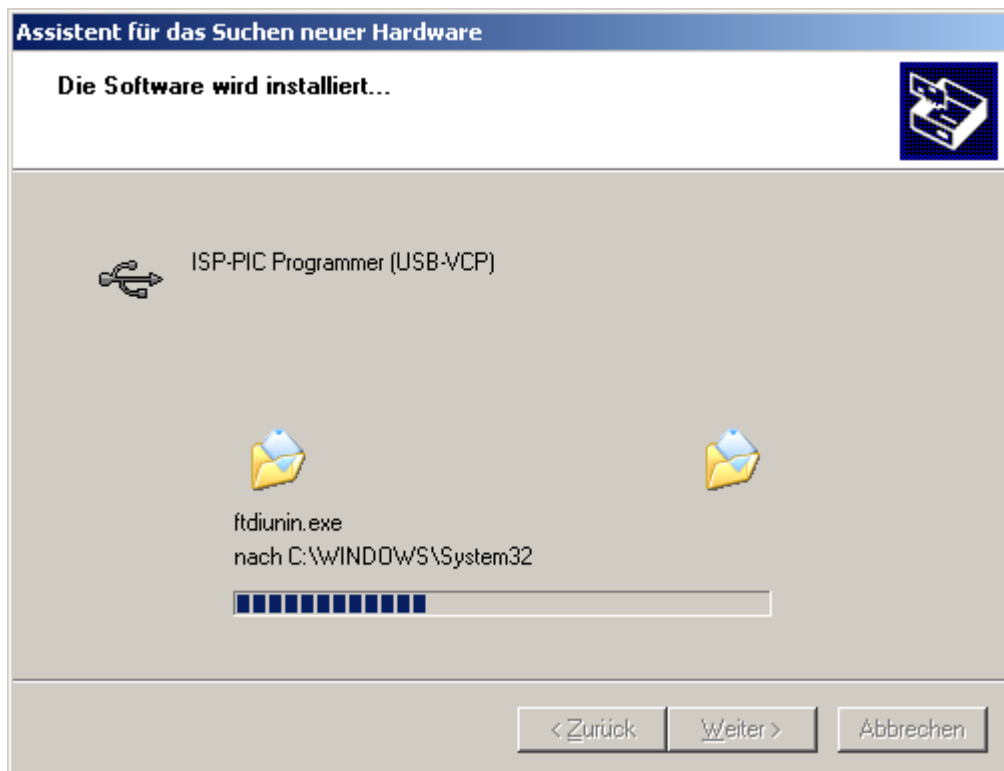 Assistent für das Suchen neuer Hardware
Die Software wird installiert...
ISP-PIC Programmer (USB-VCP)
ftdiunin.exe
nach C:\WINDOWS\System32
< Zurück
Weiter >
Abbrechen